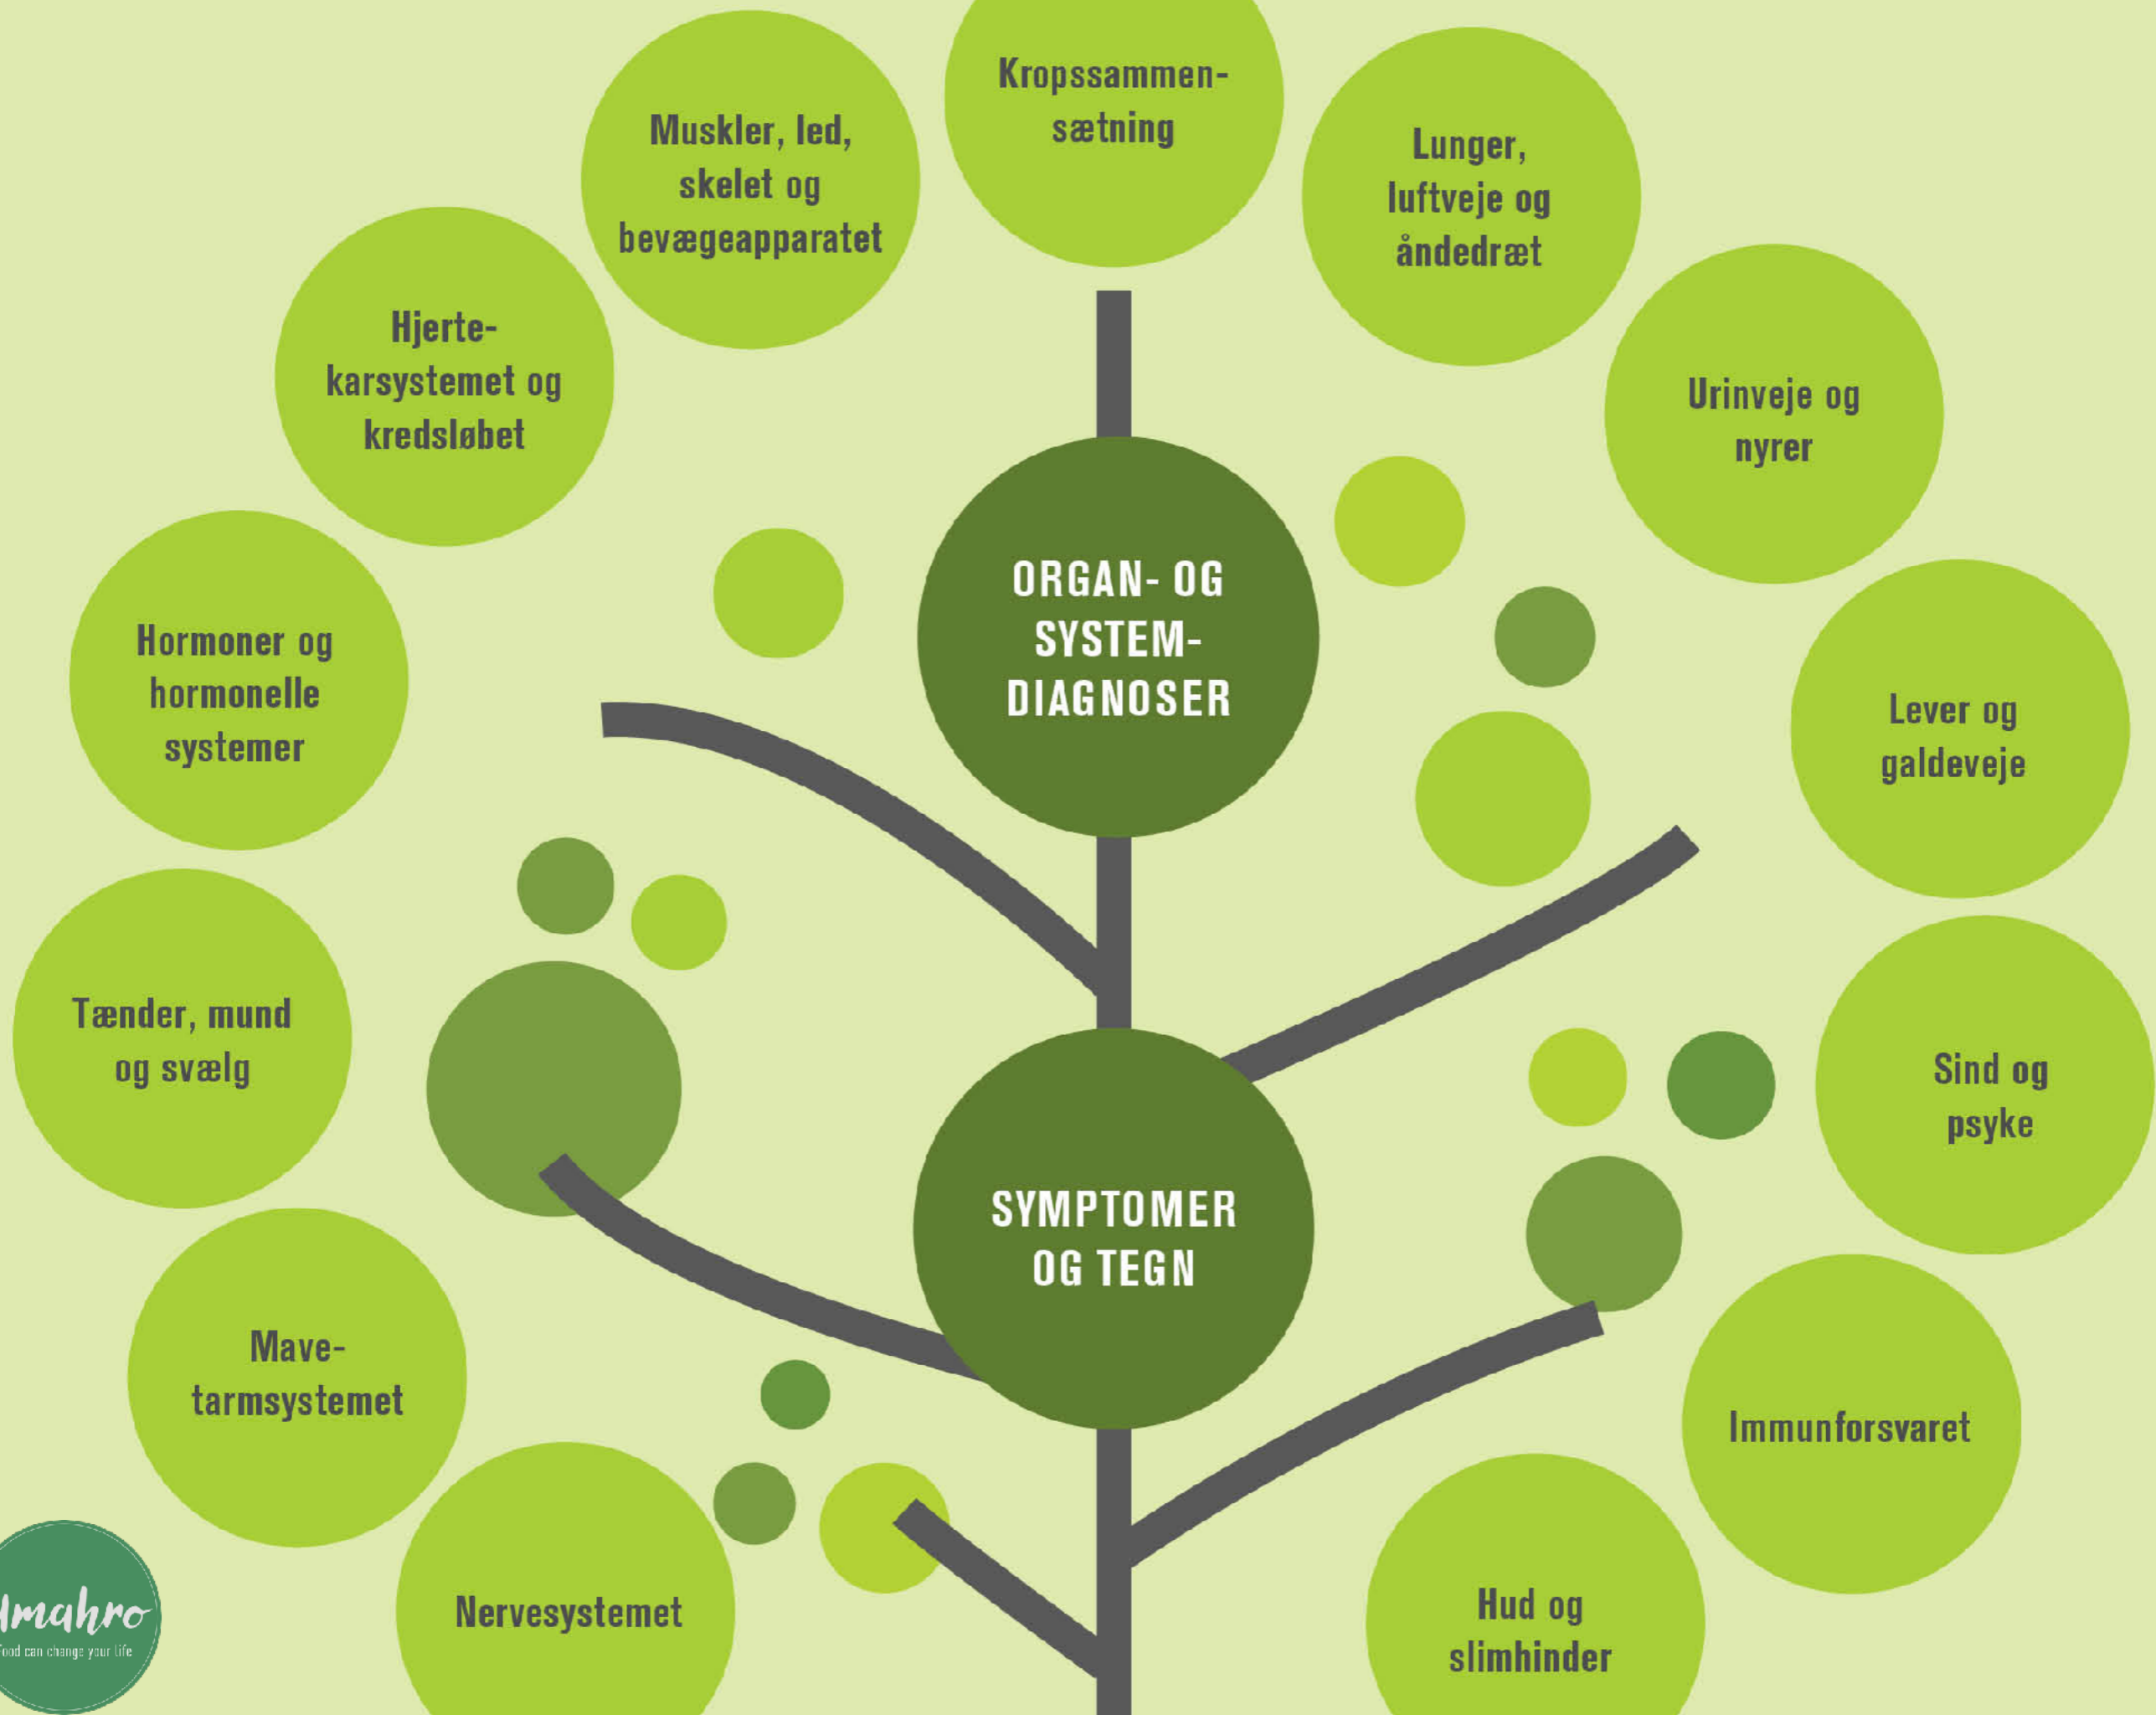 Kropssammen-
sætning
Muskler, led,
skelet og
bevægeapparatet
Lunger,
luftveje og
åndedræt
Hjerte-
karsystemet og
kredsløbet
Urinveje og
nyrer
ORGAN- OG
SYSTEM-
DIAGNOSER
Hormoner og
hormonelle
systemer
Lever og
galdeveje
Tænder, mund
og svælg
Sind og
psyke
SYMPTOMER
OG TEGN
Mave-
tarmsystemet
Immunforsvaret
Nervesystemet
Hud og
slimhinder
can change your life